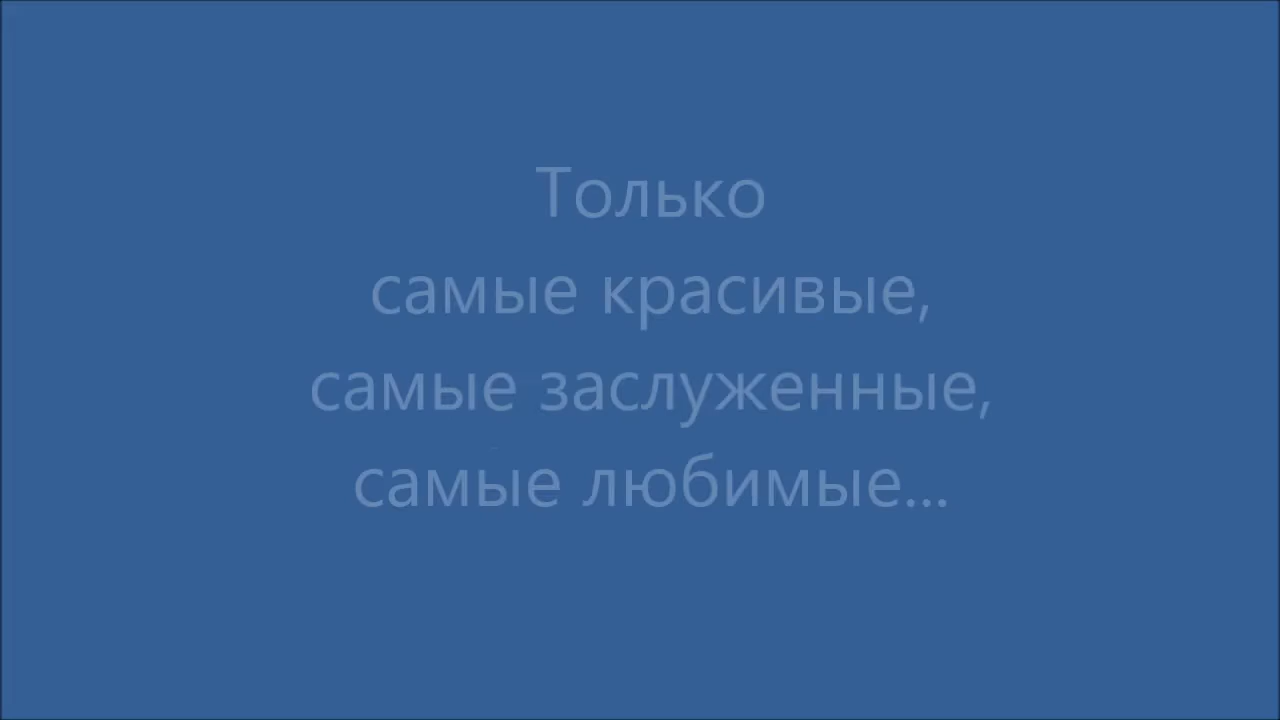 Только
самые красивые,
самые заслуженные,
самые любимые...